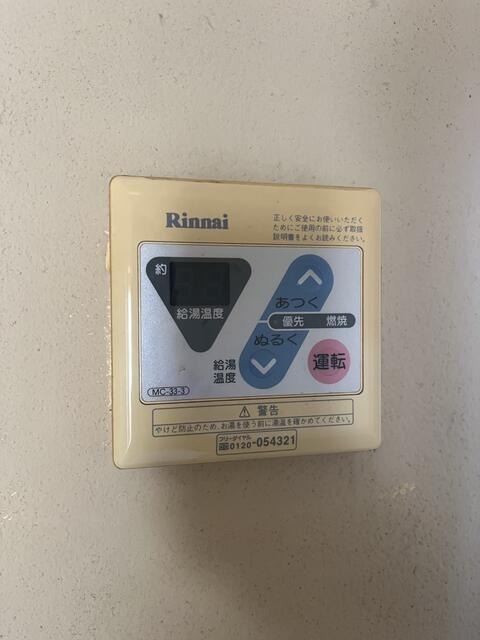 Rinnai
正しく安全にお使いいただく
ためにご使用の前に必ず取扱
説明書をよくお読みください。
約
給湯温度
あつく
優先 燃焼
ぬるく
給湯
温度
運転
MC-33-3
⚠ 警告
やけど防止のため、お湯を使う前に湯温を確かめてください。
フリーダイヤル
0120-054321